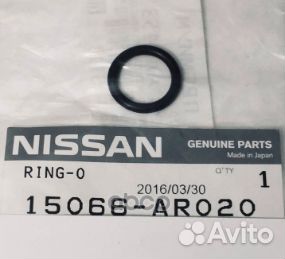 NISSAN
GENUINE PARTS
Made in Japan
RING-O
Q'TY
1
2016/03/30
15066-AR020
Avito